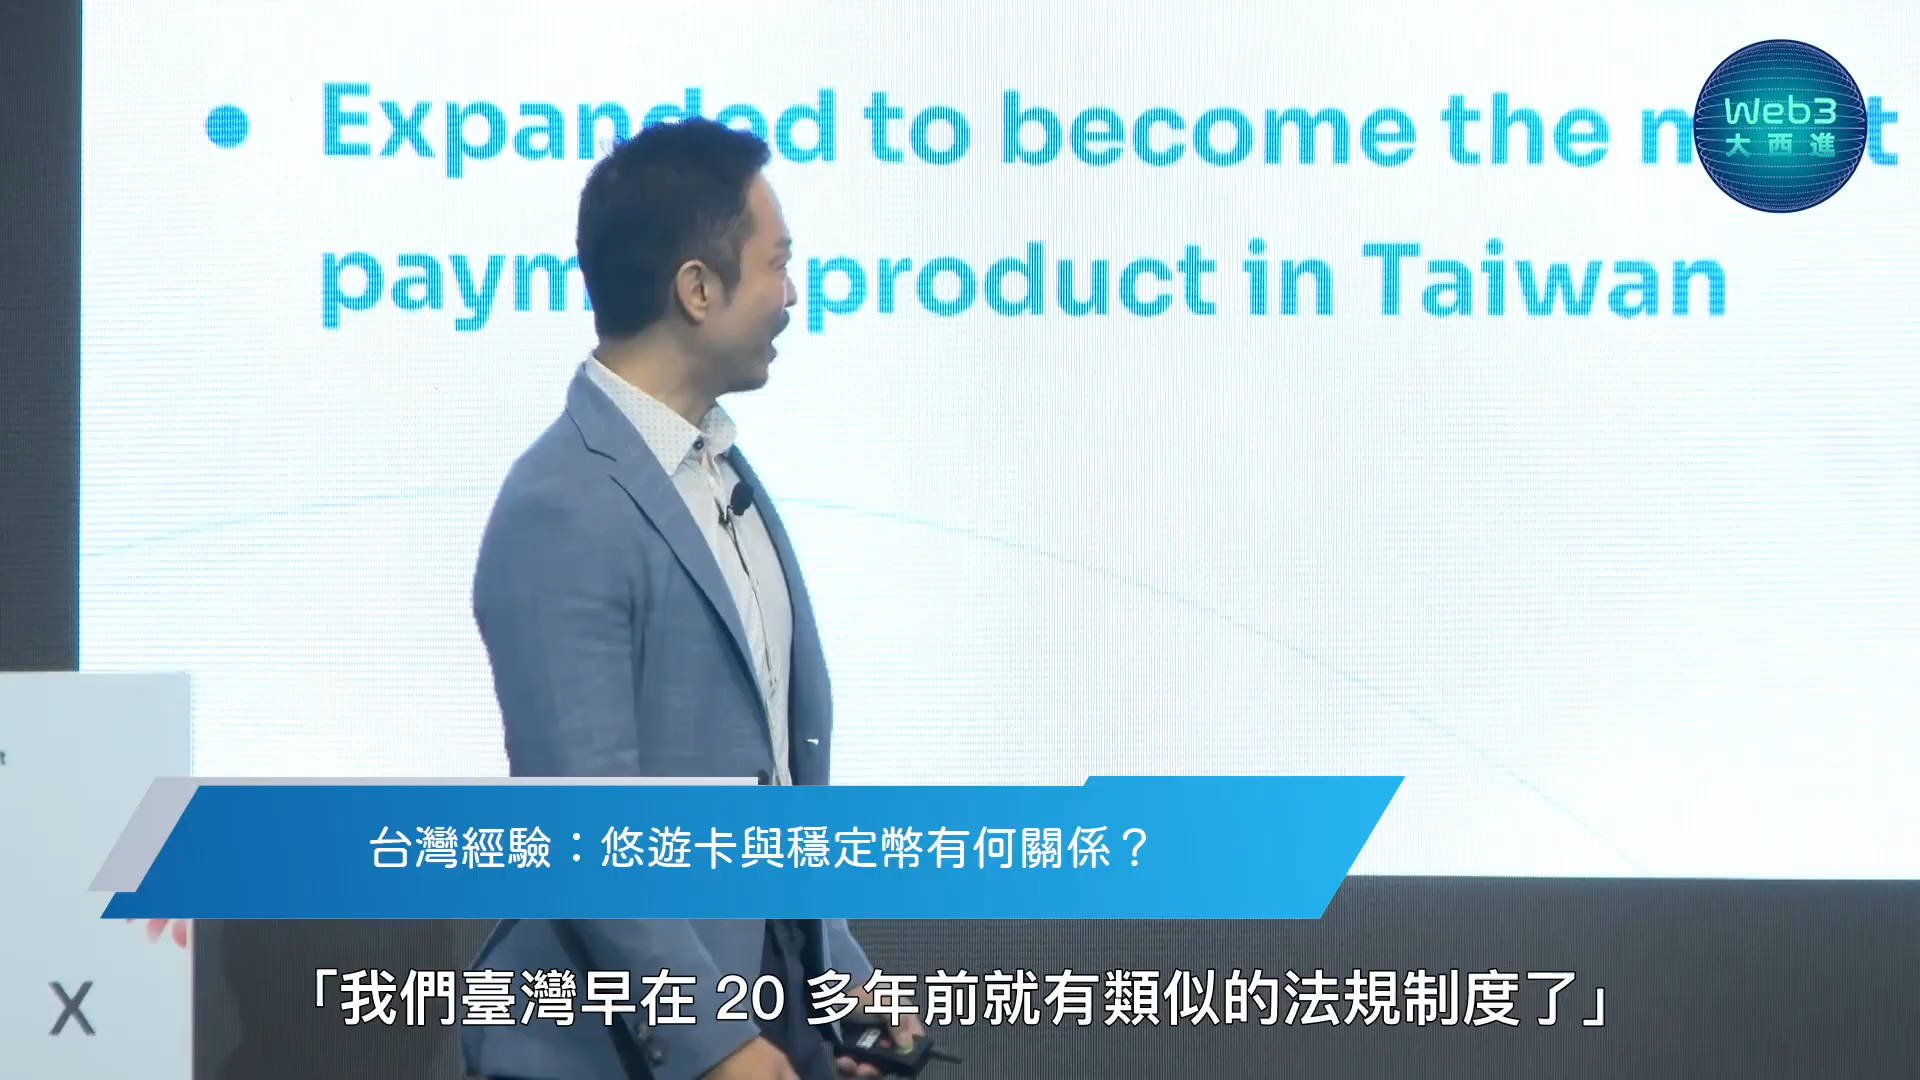 Expanded to become the
product in Taiwan
Web3
大西進
台灣經驗：悠遊卡與穩定幣有何關係？
「我們臺灣早在 20 多年前就有類似的法規制度了」
X